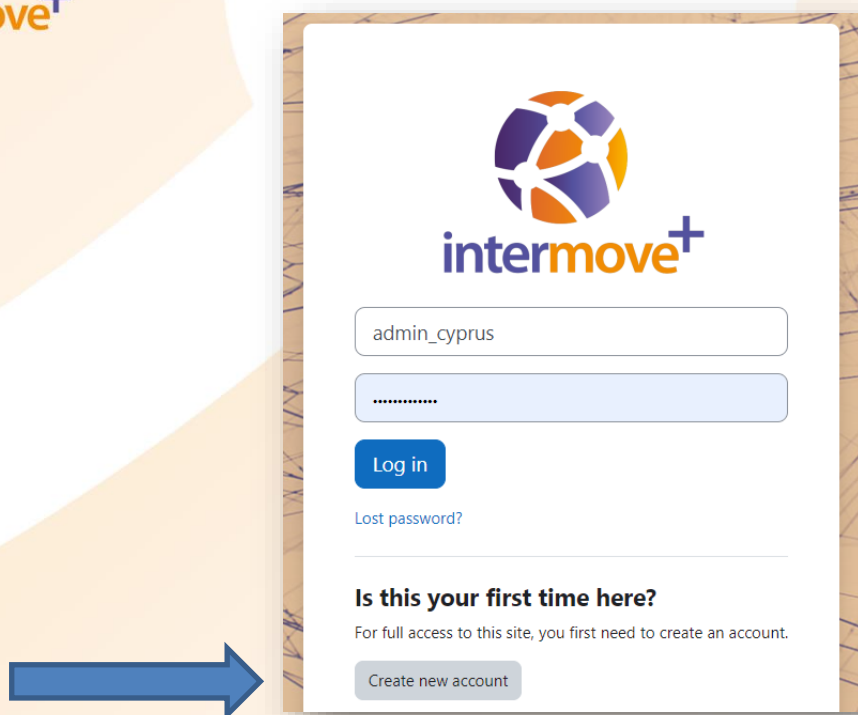 ove+
intermove+
admin_cyprus
.............
Log in
Lost password?
Is this your first time here?
For full access to this site, you first need to create an account.
Create new account